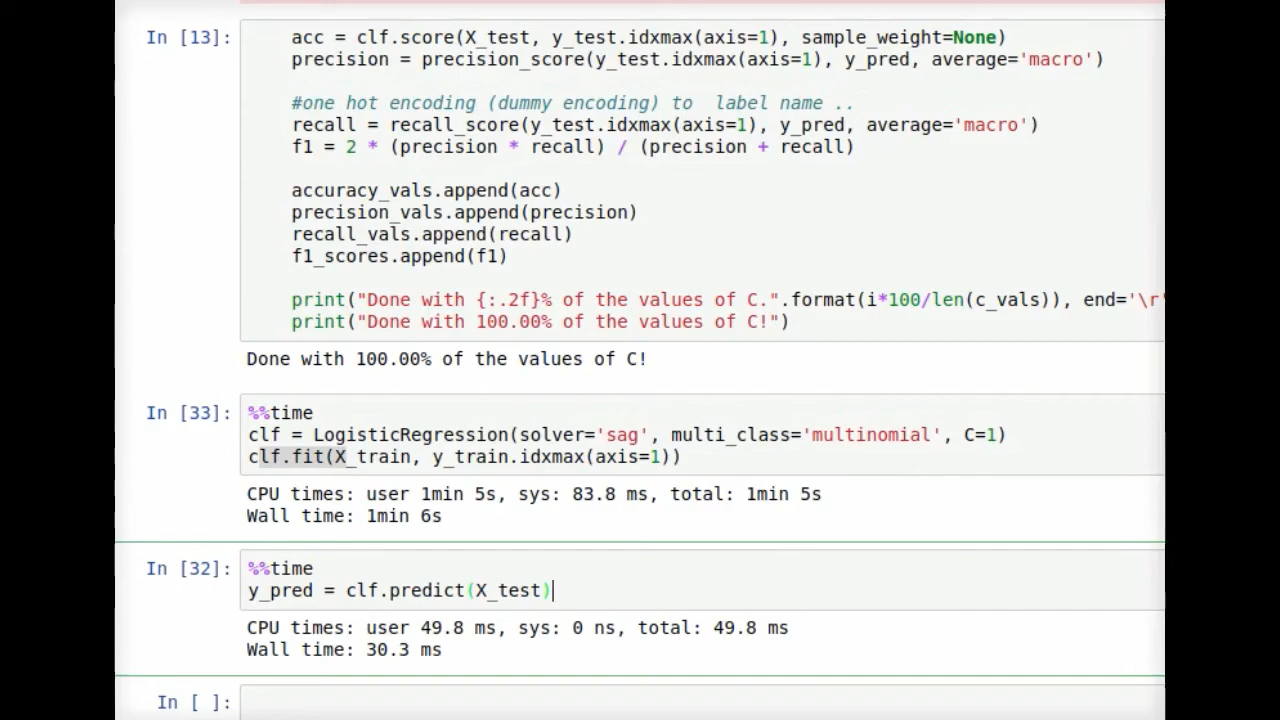 In [13]:
acc = clf.score(X_test, y_test.idxmax(axis=1), sample_weight=None)
precision = precision_score(y_test.idxmax(axis=1), y_pred, average='macro')
#one hot encoding (dummy encoding) to  label name ..
recall = recall_score(y_test.idxmax(axis=1), y_pred, average='macro')
f1 = 2 * (precision * recall) / (precision + recall)
accuracy_vals.append(acc)
precision_vals.append(precision)
recall_vals.append(recall)
f1_scores.append(f1)
print("Done with {:.2f}% of the values of C.".format(i*100/len(c_vals)), end='\r'
print("Done with 100.00% of the values of C!")
Done with 100.00% of the values of C!
In [33]:
%%time
clf = LogisticRegression(solver='sag', multi_class='multinomial', C=1)
clf.fit(X_train, y_train.idxmax(axis=1))
CPU times: user 1min 5s, sys: 83.8 ms, total: 1min 5s
Wall time: 1min 6s
In [32]:
%%time
y_pred = clf.predict(X_test)
CPU times: user 49.8 ms, sys: 0 ns, total: 49.8 ms
Wall time: 30.3 ms
In [ ]: